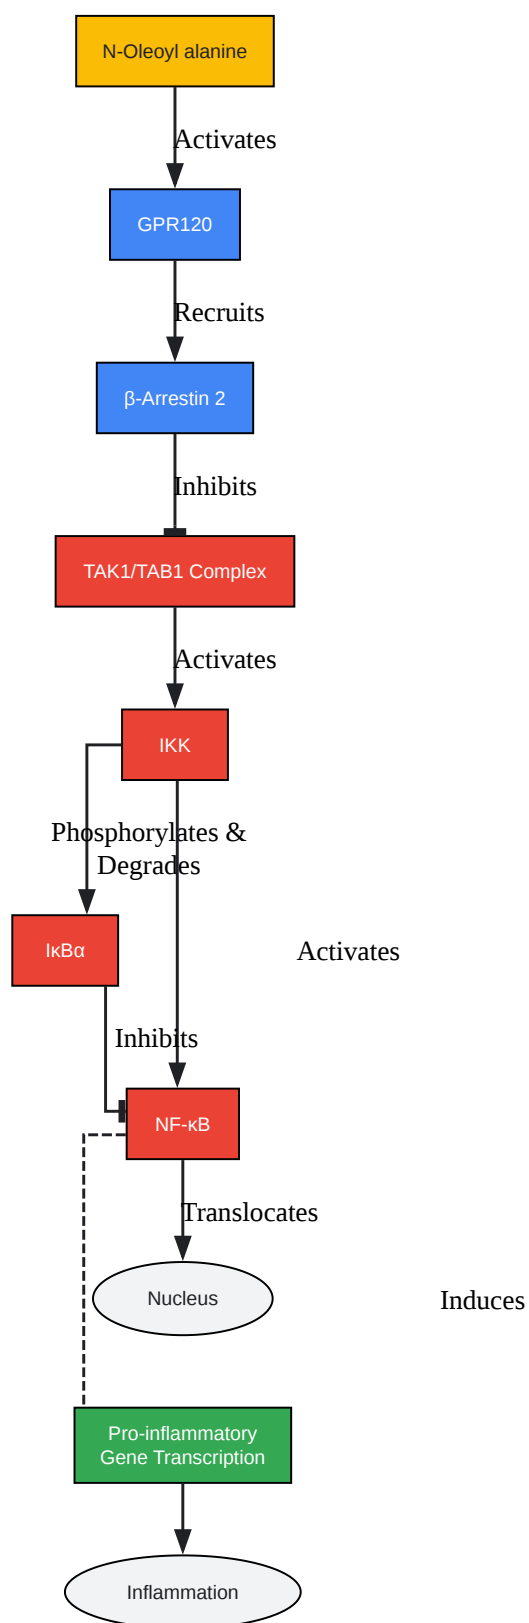 N-Oleoyl alanine
Activates
GPR120
Recruits
β-Arrestin 2
Inhibits
TAK1/TAB1 Complex
Activates
IKK
Phosphorylates &
Degrades
IκBα
Activates
Inhibits
NF-κB
Translocates
Nucleus
Induces
Pro-inflammatory
Gene Transcription
Inflammation